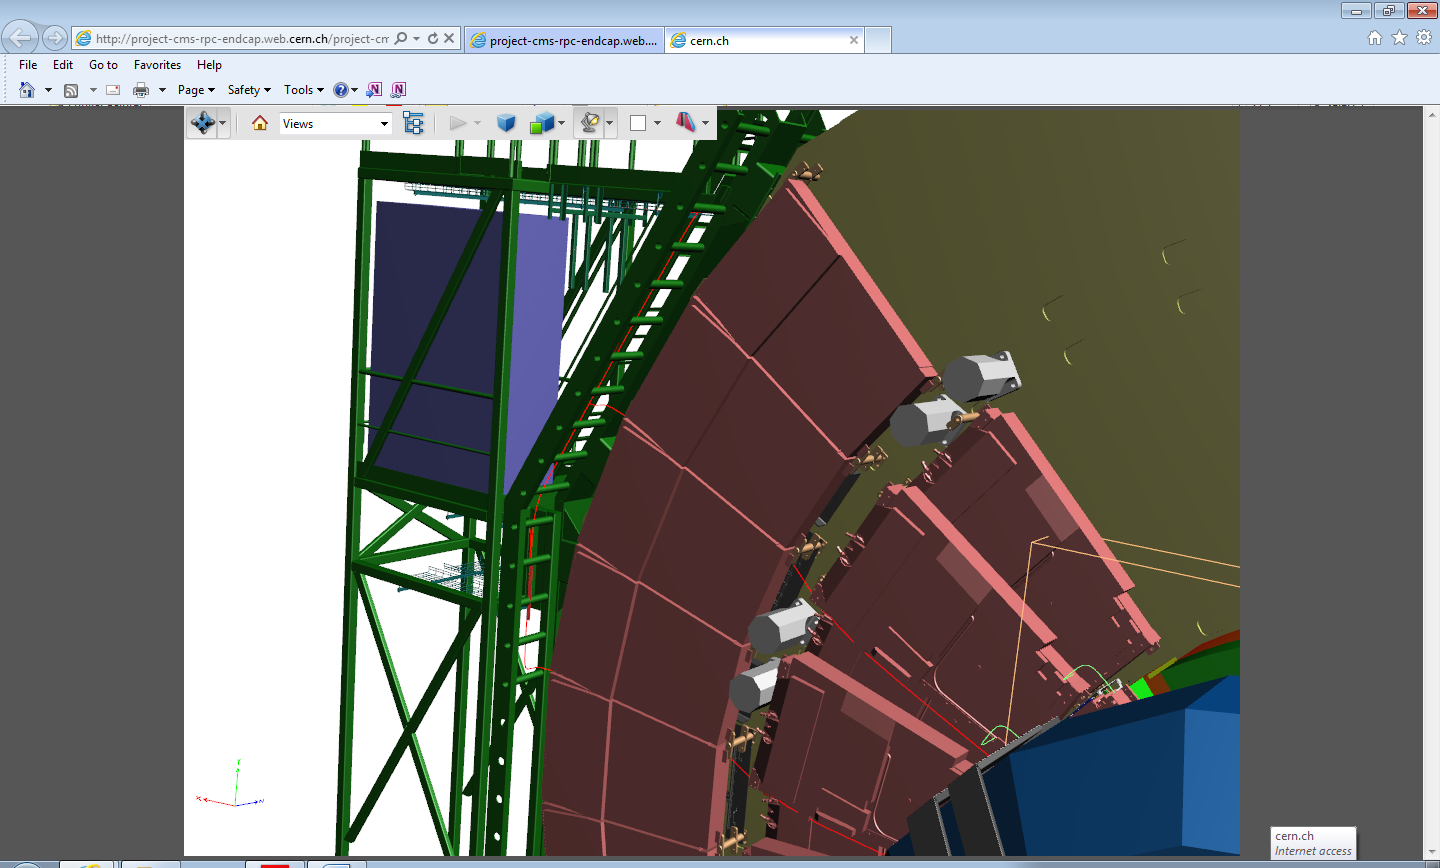 http://project-cms-rpc-endcap.web.cern.ch/project-cm
project-cms-rpc-endcap.web....
cern.ch
File Edit Go to Favorites Help
Page Safety Tools
Views
cern.ch
Internet access